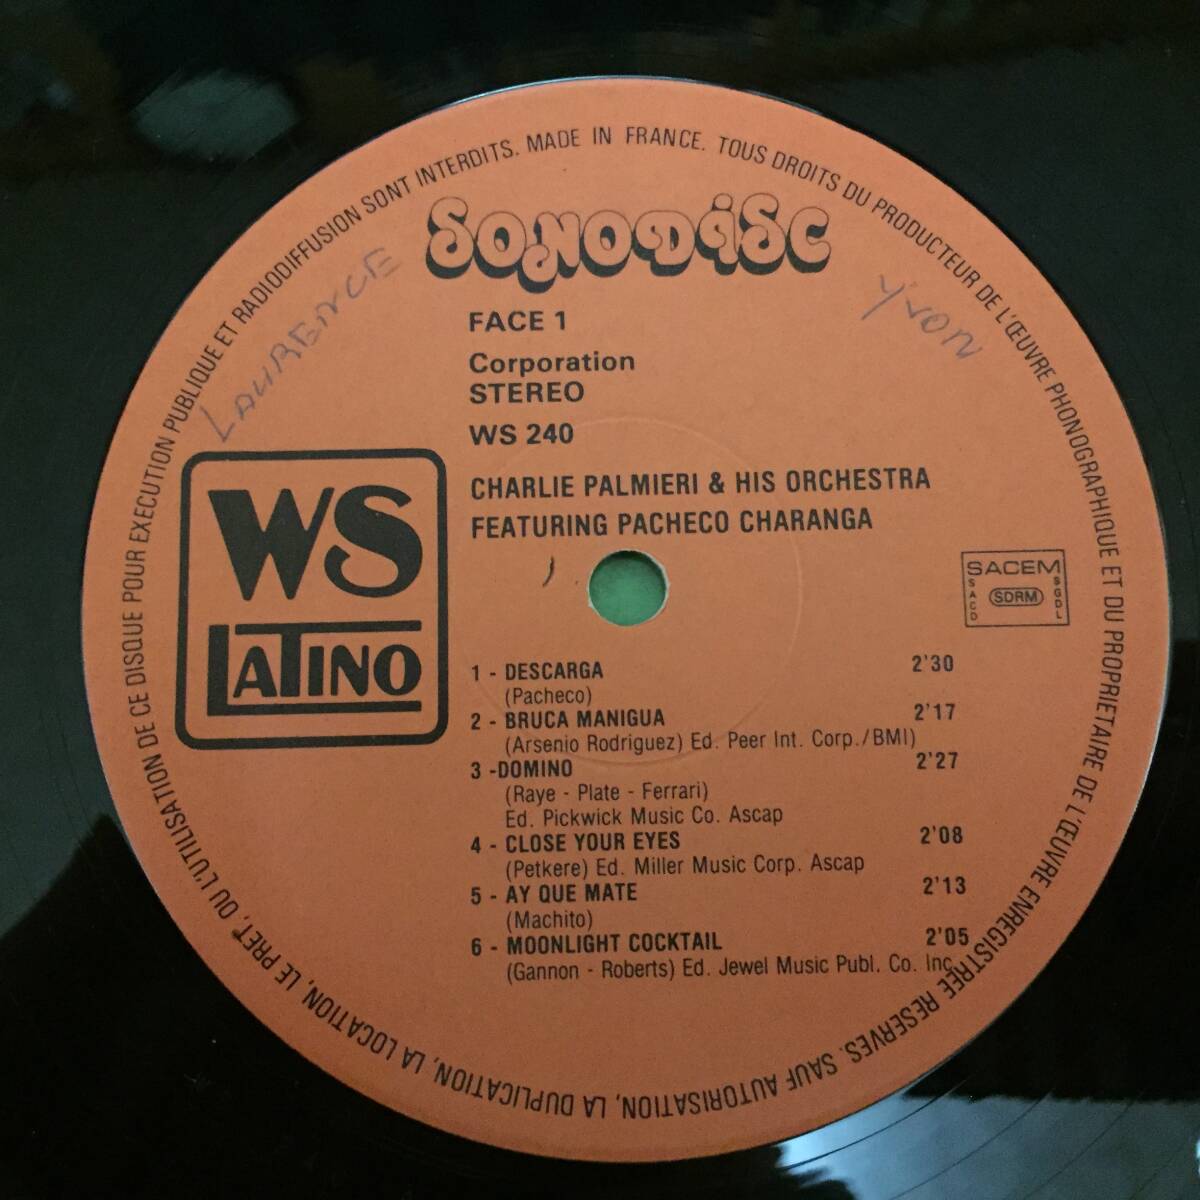 SONODISC
FACE 1
Corporation
STEREO
WS 240
CHARLIE PALMIERI & HIS ORCHESTRA
FEATURING PACHECO CHARANGA
LAURENCE
Yvon
WS
LATINO
SACEM
SACD
SDRM
SGDL
1 - DESCARGA 2'30
(Pacheco)
2 - BRUCA MANIGUA 2'17
(Arsenio Rodriguez) Ed. Peer Int. Corp./BMI)
3 -DOMINO 2'27
(Raye - Plate - Ferrari)
Ed. Pickwick Music Co. Ascap
4 - CLOSE YOUR EYES 2'08
(Petkere) Ed. Miller Music Corp. Ascap
5 - AY QUE MATE 2'13
(Machito)
6 - MOONLIGHT COCKTAIL 2'05
(Gannon - Roberts) Ed. Jewel Music Publ. Co. Inc.
MADE IN FRANCE. TOUS DROITS DU PRODUCTEUR DE L'ŒUVRE PHONOGRAPHIQUE ET DU PROPRIETAIRE DE L'ŒUVRE ENREGISTREE RESERVES. SAUF AUTORISATION, LA DUPLICATION, LA LOCATION, LE PRET, OU L'UTILISATION DE CE DISQUE POUR EXECUTION PUBLIQUE ET RADIODIFFUSION SONT INTERDITS.